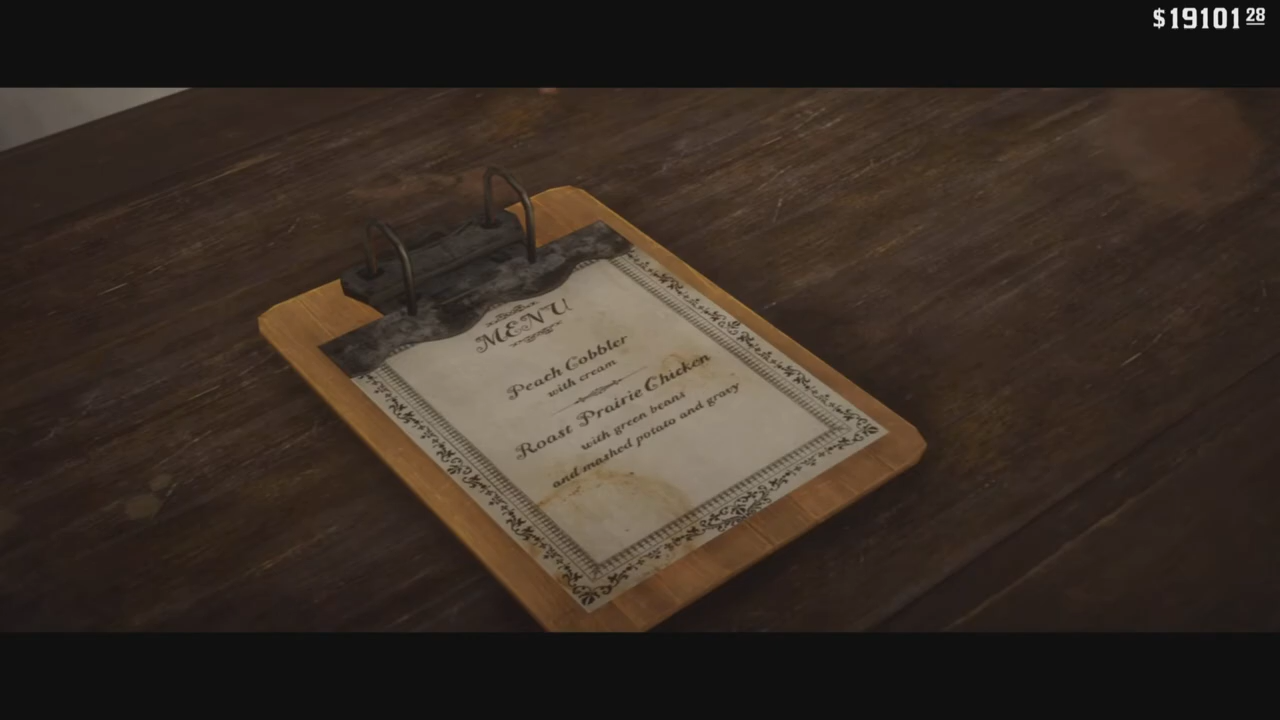 $19101 28
MENU
Peach Cobbler
with cream
Roast Prairie Chicken
with green beans
and mashed potato and gravy